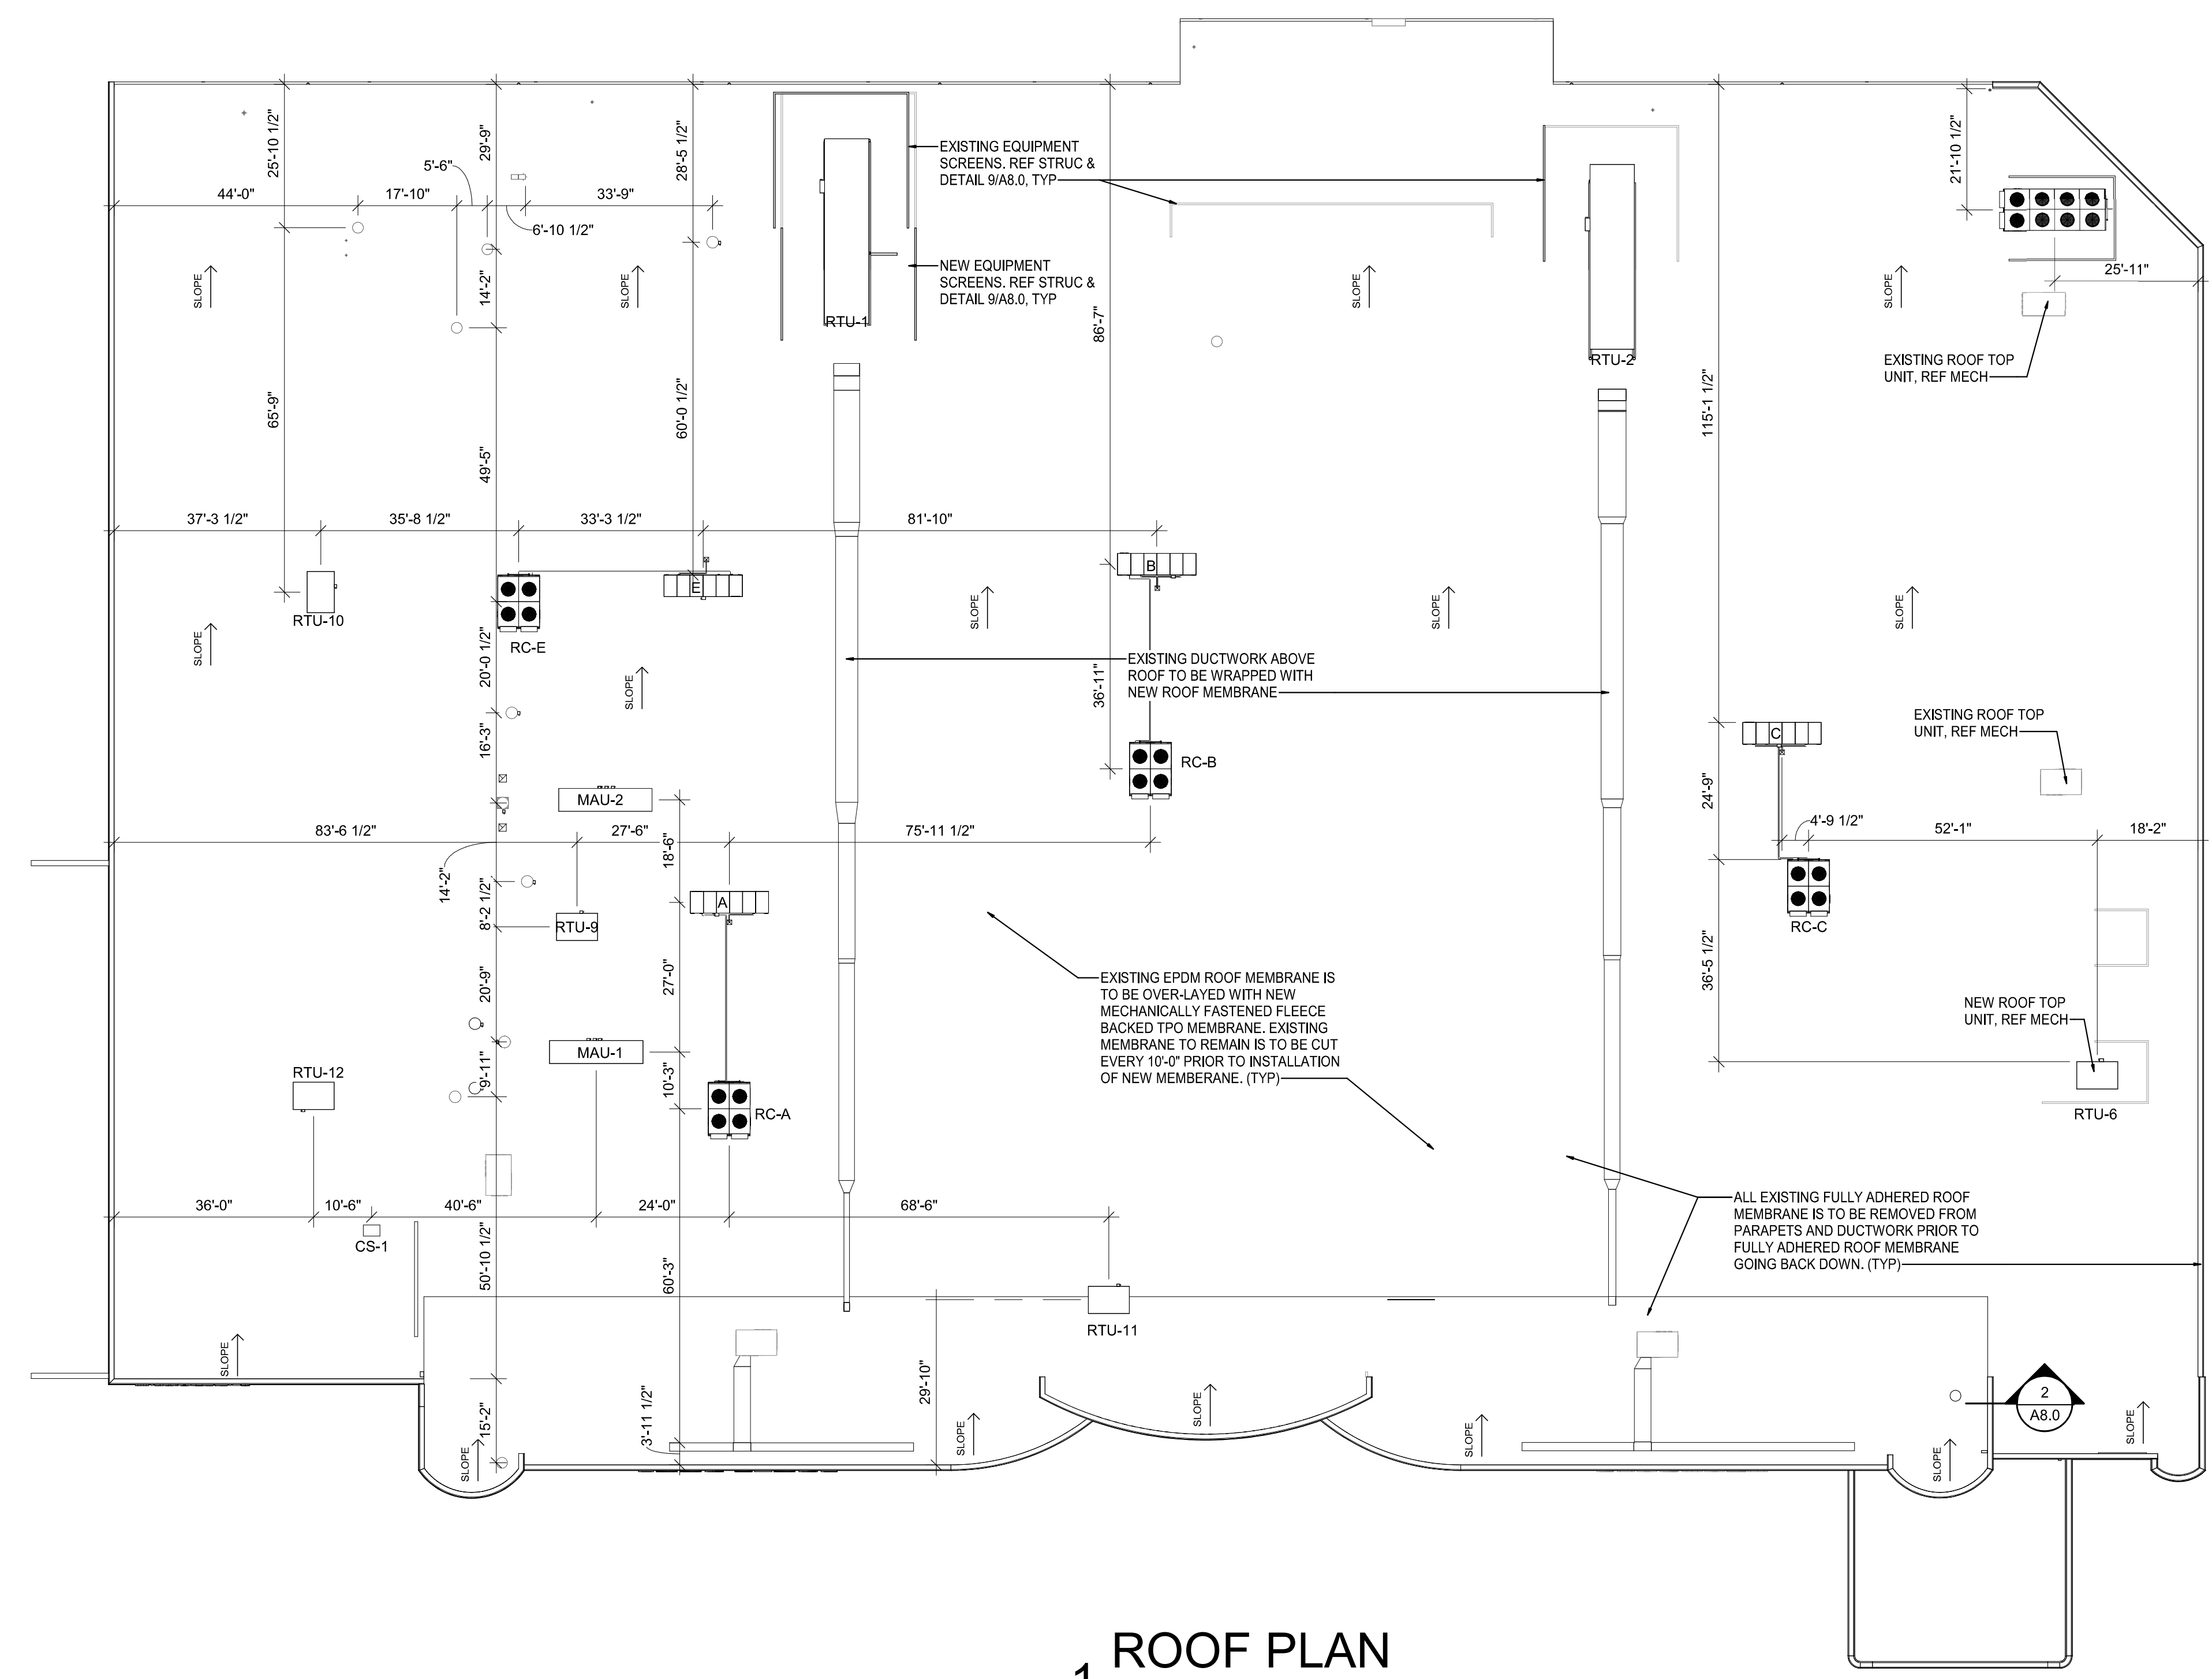 25'-10 1/2"
29'-9"
28'-5 1/2"
5'-6"
44'-0"
17'-10"
33'-9"
6'-10 1/2"
14'-2"
SLOPE
SLOPE
EXISTING EQUIPMENT
SCREENS. REF STRUC &
DETAIL 9/A8.0, TYP
NEW EQUIPMENT
SCREENS. REF STRUC &
DETAIL 9/A8.0, TYP
RTU-1
86'-7"
SLOPE
RTU-2
21'-10 1/2"
25'-11"
SLOPE
EXISTING ROOF TOP
UNIT, REF MECH
65'-9"
49'-5"
60'-0 1/2"
115'-1 1/2"
37'-3 1/2"
35'-8 1/2"
33'-3 1/2"
81'-10"
RTU-10
RC-E
E
B
SLOPE
SLOPE
SLOPE
SLOPE
SLOPE
20'-0 1/2"
36'-11"
EXISTING DUCTWORK ABOVE
ROOF TO BE WRAPPED WITH
NEW ROOF MEMBRANE
EXISTING ROOF TOP
UNIT, REF MECH
16'-3"
C
RC-B
MAU-2
24'-9"
83'-6 1/2"
27'-6"
75'-11 1/2"
18'-6"
4'-9 1/2"
52'-1"
18'-2"
14'-2"
8'-2 1/2"
A
RTU-9
RC-C
20'-9"
27'-0"
36'-5 1/2"
EXISTING EPDM ROOF MEMBRANE IS
TO BE OVER-LAYED WITH NEW
MECHANICALLY FASTENED FLEECE
BACKED TPO MEMBRANE. EXISTING
MEMBRANE TO REMAIN IS TO BE CUT
EVERY 10'-0" PRIOR TO INSTALLATION
OF NEW MEMBERANE. (TYP)
NEW ROOF TOP
UNIT, REF MECH
MAU-1
RTU-12
9'-11"
10'-3"
RC-A
RTU-6
36'-0"
10'-6"
40'-6"
24'-0"
68'-6"
CS-1
50'-10 1/2"
60'-3"
ALL EXISTING FULLY ADHERED ROOF
MEMBRANE IS TO BE REMOVED FROM
PARAPETS AND DUCTWORK PRIOR TO
FULLY ADHERED ROOF MEMBRANE
GOING BACK DOWN. (TYP)
RTU-11
SLOPE
29'-10"
2
A8.0
15'-2"
3'-11 1/2"
SLOPE
SLOPE
SLOPE
SLOPE
SLOPE
SLOPE
1
ROOF PLAN